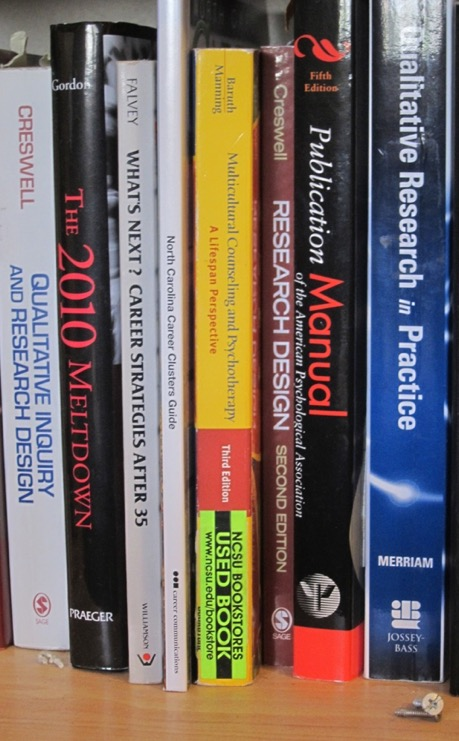 CRESWELL
QUALITATIVE INQUIRY
AND RESEARCH DESIGN
SAGE
Gordon
THE 2010 MELTDOWN
PRAEGER
FALVEY
WHAT'S NEXT? CAREER STRATEGIES AFTER 35
WILLIAMSON
North Carolina Career Clusters Guide
career communications
Baruth
Manning
Multicultural Counseling and Psychotherapy
A Lifespan Perspective
Third Edition
NCSU BOOKSTORES
USED BOOK
www.ncsu.edu/bookstore
Creswell
RESEARCH DESIGN
SECOND EDITION
SAGE
Fifth
Edition
Publication Manual
of the American Psychological Association
Qualitative Research in Practice
MERRIAM
JOSSEY-
BASS